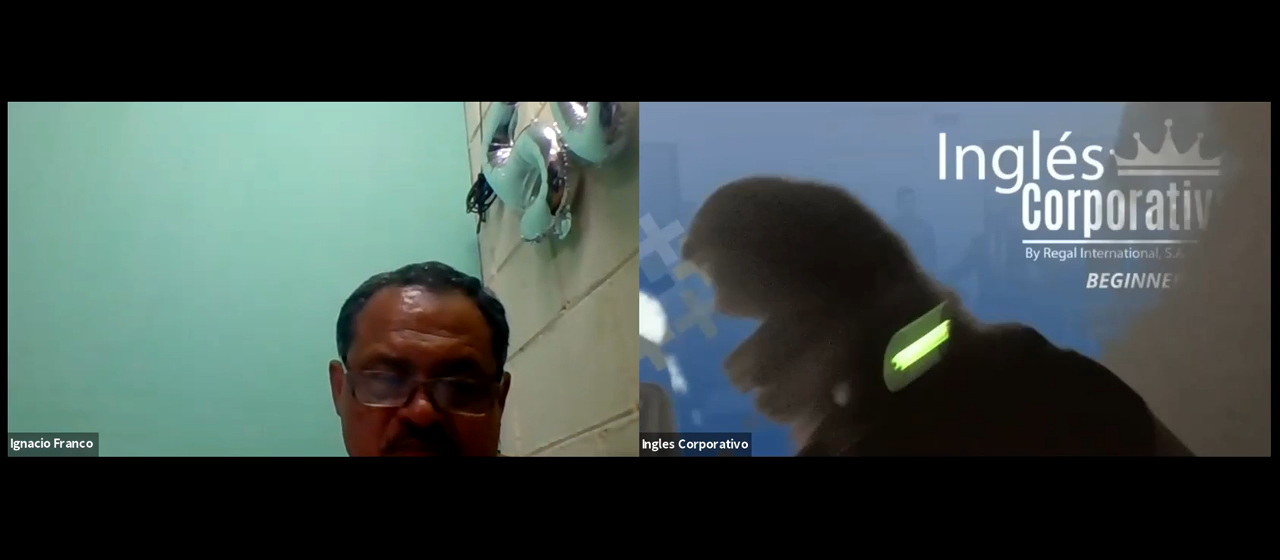 Inglés
Corporativ
By Regal International, S.A
BEGINNE
Ignacio Franco
Ingles Corporativo